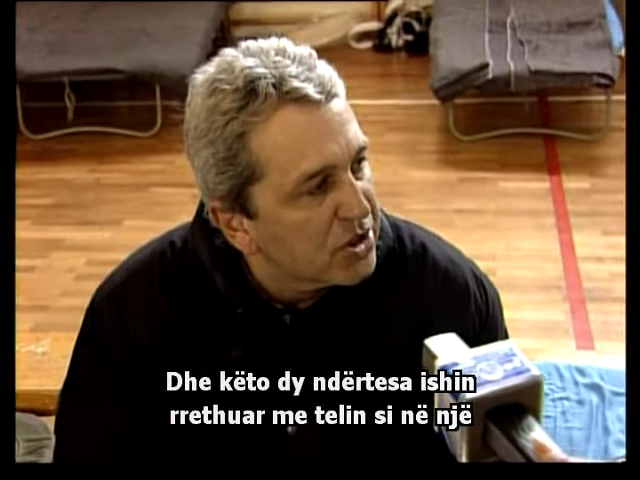 Dhe këto dy ndërtesa ishin
rrethuar me telin si në një